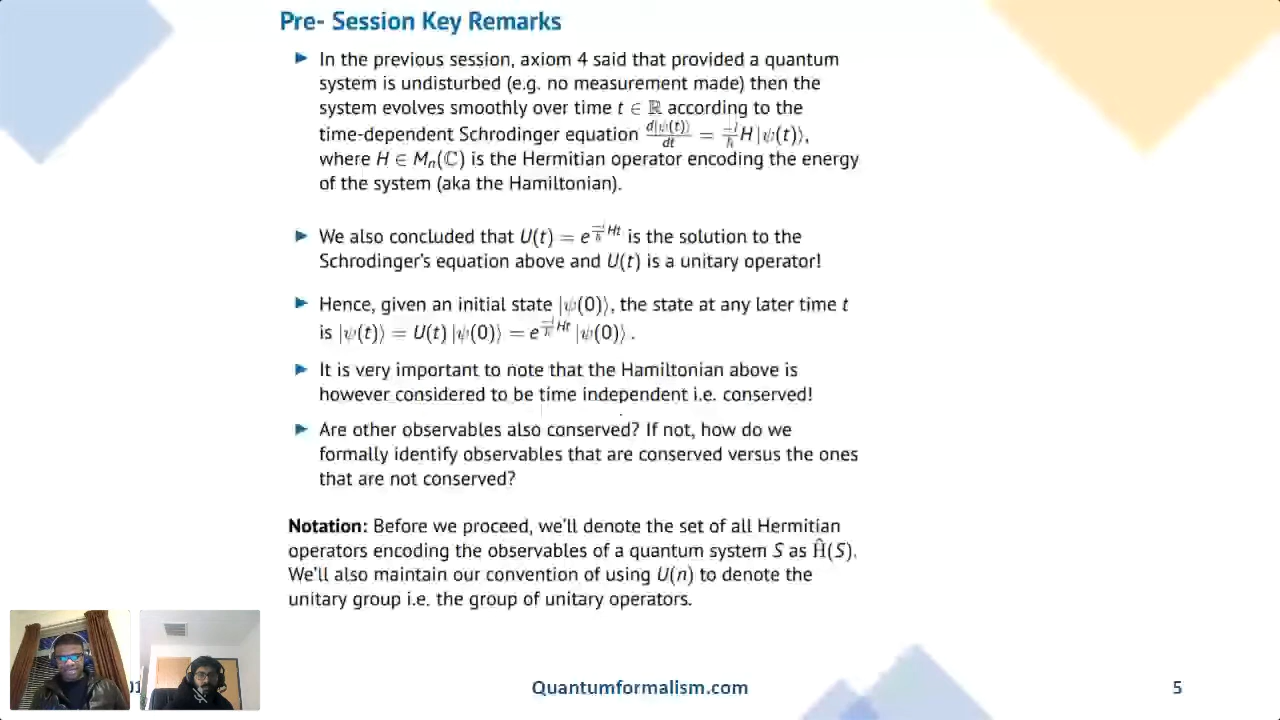 Pre- Session Key Remarks
In the previous session, axiom 4 said that provided a quantum
system is undisturbed (e.g. no measurement made) then the
system evolves smoothly over time t ∈ ℝ according to the
time-dependent Schrodinger equation d|ψ(t)⟩/dt = -i/ħ H |ψ(t)⟩,
where H ∈ Mₙ(ℂ) is the Hermitian operator encoding the energy
of the system (aka the Hamiltonian).
We also concluded that U(t) = e^(-i/ħ Ht) is the solution to the
Schrodinger's equation above and U(t) is a unitary operator!
Hence, given an initial state |ψ(0)⟩, the state at any later time t
is |ψ(t)⟩ = U(t) |ψ(0)⟩ = e^(-i/ħ Ht) |ψ(0)⟩ .
It is very important to note that the Hamiltonian above is
however considered to be time independent i.e. conserved!
Are other observables also conserved? If not, how do we
formally identify observables that are conserved versus the ones
that are not conserved?
Notation: Before we proceed, we'll denote the set of all Hermitian
operators encoding the observables of a quantum system S as Ĥ(S).
We'll also maintain our convention of using U(n) to denote the
unitary group i.e. the group of unitary operators.
Quantumformalism.com
5